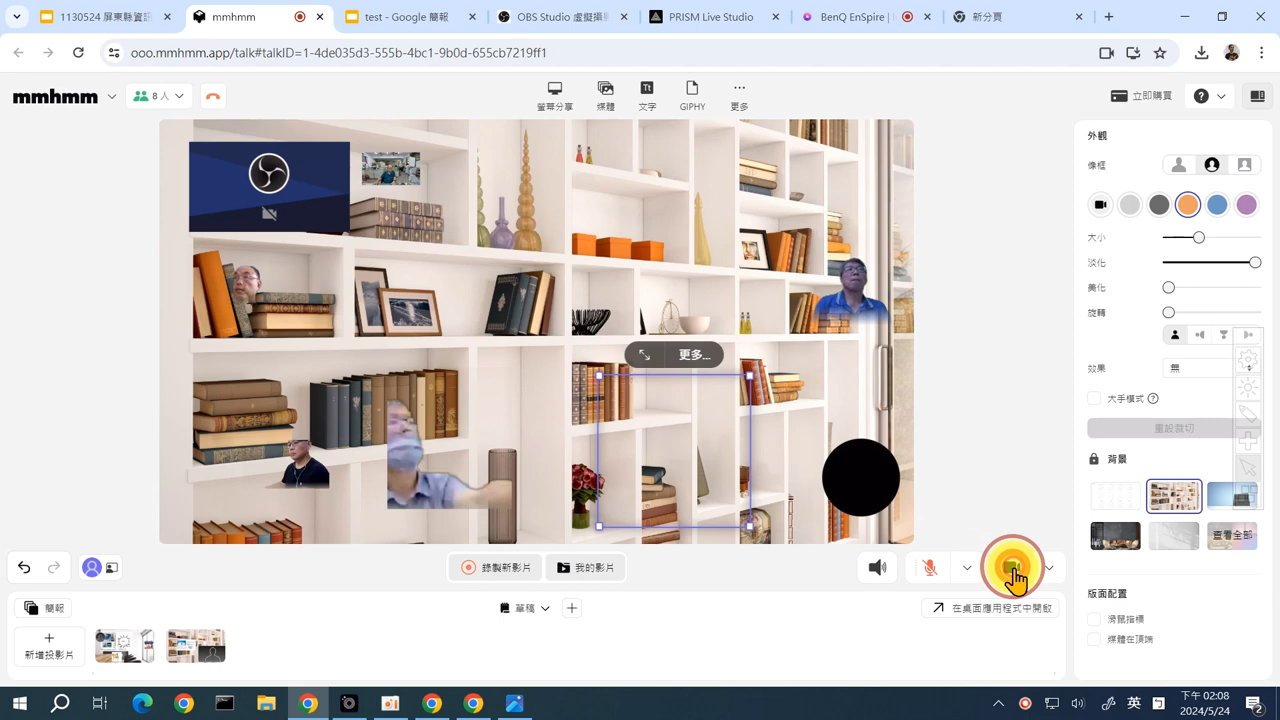 1130524 屏東縣資訊
mmhmm
test - Google 簡報
OBS Studio 虛擬攝影
PRISM Live Studio
BenQ EnSpire |
新分頁
ooo.mmhmm.app/talk#talkID=1-4de035d3-555b-4bc1-9b0d-655cb7219ff1
mmhmm
8 人
螢幕分享
媒體
Tt
文字
GIPHY
更多
立即購買
外觀
像框
大小
淡化
美化
旋轉
效果
無
大手模式
重設裁切
背景
查看全部
更多...
錄製新影片
我的影片
版面配置
滑鼠指標
媒體在頂端
簡報
草稿
在桌面應用程式中開啟
新增投影片
英
下午 02:08
2024/5/24
2